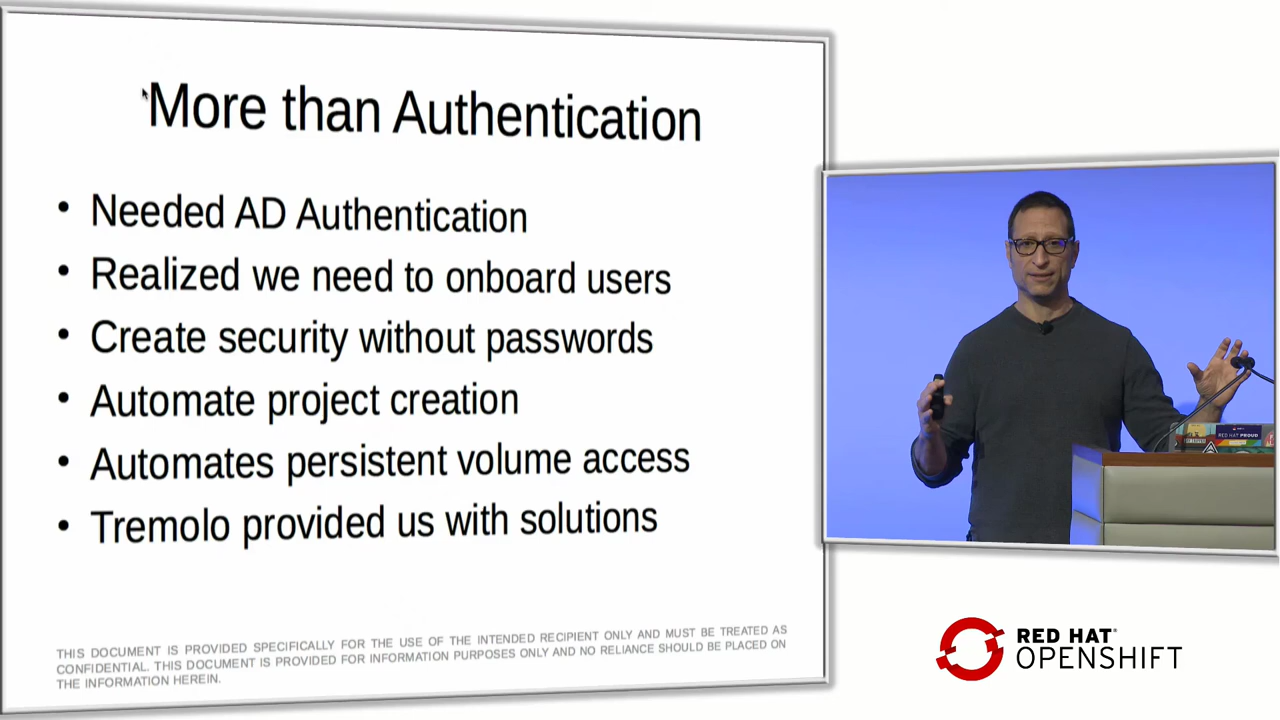 More than Authentication
• Needed AD Authentication
• Realized we need to onboard users
• Create security without passwords
• Automate project creation
• Automates persistent volume access
• Tremolo provided us with solutions
THIS DOCUMENT IS PROVIDED SPECIFICALLY FOR THE USE OF THE INTENDED RECIPIENT ONLY AND MUST BE TREATED AS
CONFIDENTIAL. THIS DOCUMENT IS PROVIDED FOR INFORMATION PURPOSES ONLY AND NO RELIANCE SHOULD BE PLACED ON
THE INFORMATION HEREIN.
RED HAT PROUD
RED HAT®
OPENSHIFT